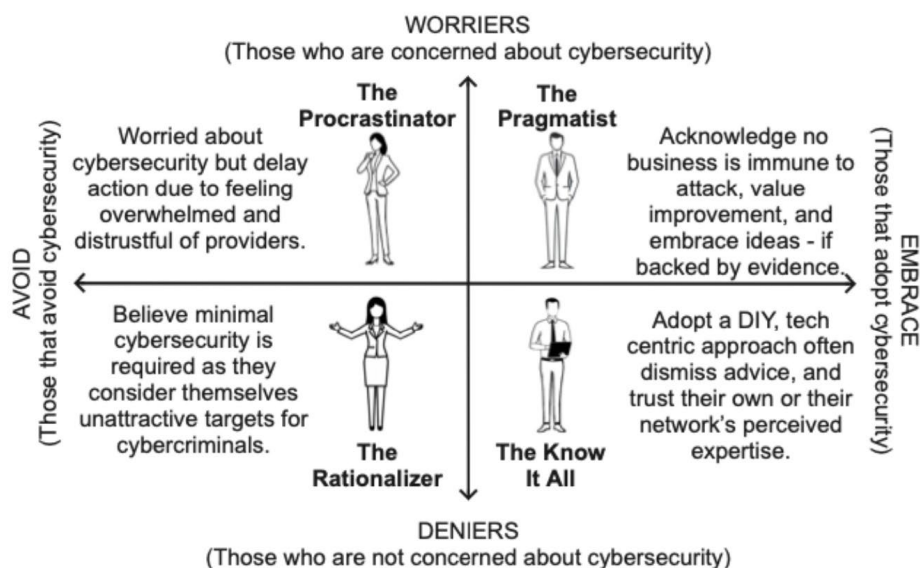 WORRIERS
(Those who are concerned about cybersecurity)
The
Procrastinator
The
Pragmatist
Worried about
cybersecurity but delay
action due to feeling
overwhelmed and
distrustful of providers.
Acknowledge no
business is immune to
attack, value
improvement, and
embrace ideas - if
backed by evidence.
AVOID
(Those that avoid cybersecurity)
EMBRACE
(Those that adopt cybersecurity)
Believe minimal
cybersecurity is
required as they
consider themselves
unattractive targets for
cybercriminals.
Adopt a DIY, tech
centric approach often
dismiss advice, and
trust their own or their
network's perceived
expertise.
The
Rationalizer
The Know
It All
DENIERS
(Those who are not concerned about cybersecurity)